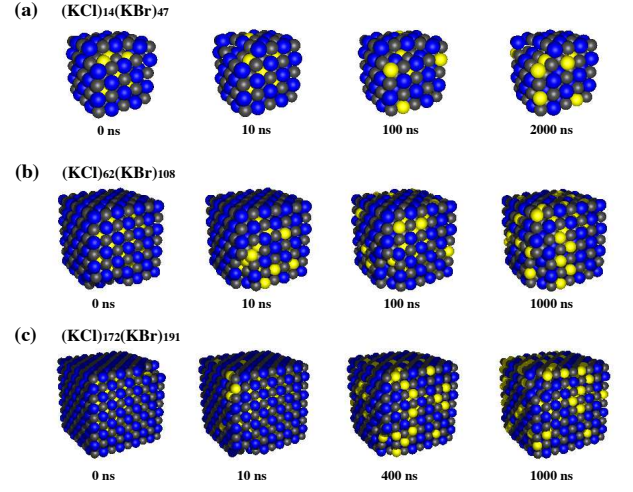 (a) (KCl)14(KBr)47
0 ns 10 ns 100 ns 2000 ns
(b) (KCl)62(KBr)108
0 ns 10 ns 100 ns 1000 ns
(c) (KCl)172(KBr)191
0 ns 10 ns 400 ns 1000 ns